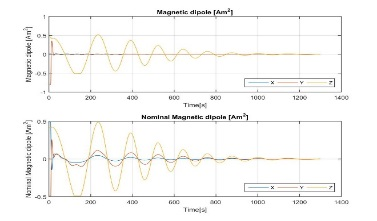 Magnetic dipole [Am²]
Magnetic dipole [Am²]
1
0.5
0
-0.5
-1
X Y Z
0 200 400 600 800 1000 1200 1400
Time[s]
Nominal Magnetic dipole [Am²]
Nominal Magnetic dipole [Am²]
0.5
0
-0.5
X Y Z
0 200 400 600 800 1000 1200 1400
Time[s]